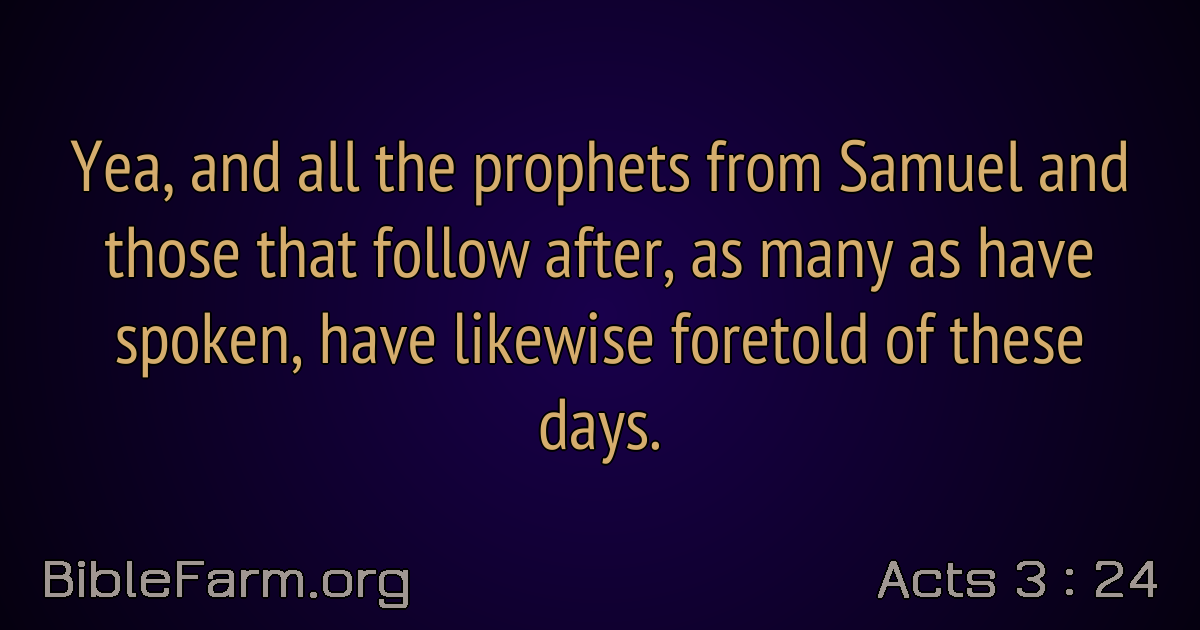 Yea, and all the prophets from Samuel and
those that follow after, as many as have
spoken, have likewise foretold of these
days.
BibleFarm.org
Acts 3 : 24